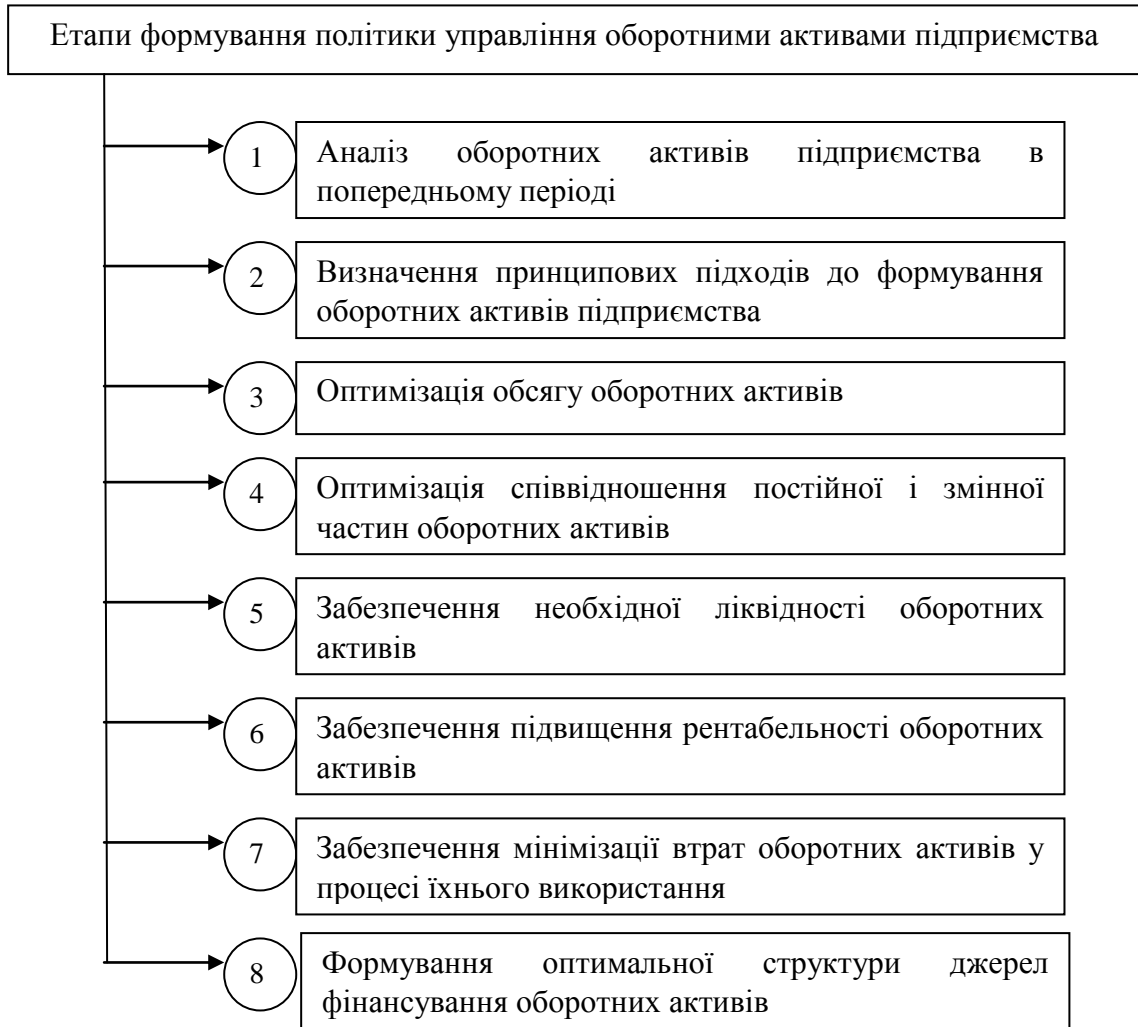 Етапи формування політики управління оборотними активами підприємства
1
Аналіз оборотних активів підприємства в
попередньому періоді
2
Визначення принципових підходів до формування
оборотних активів підприємства
3
Оптимізація обсягу оборотних активів
4
Оптимізація співвідношення постійної і змінної
частин оборотних активів
5
Забезпечення необхідної ліквідності оборотних
активів
6
Забезпечення підвищення рентабельності оборотних
активів
7
Забезпечення мінімізації втрат оборотних активів у
процесі їхнього використання
8
Формування оптимальної структури джерел
фінансування оборотних активів